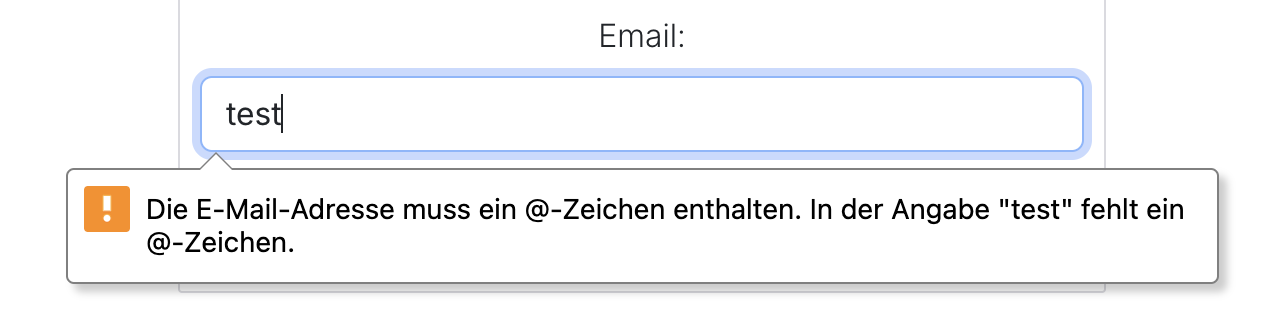 Email:
test
Die E-Mail-Adresse muss ein @-Zeichen enthalten. In der Angabe "test" fehlt ein
@-Zeichen.